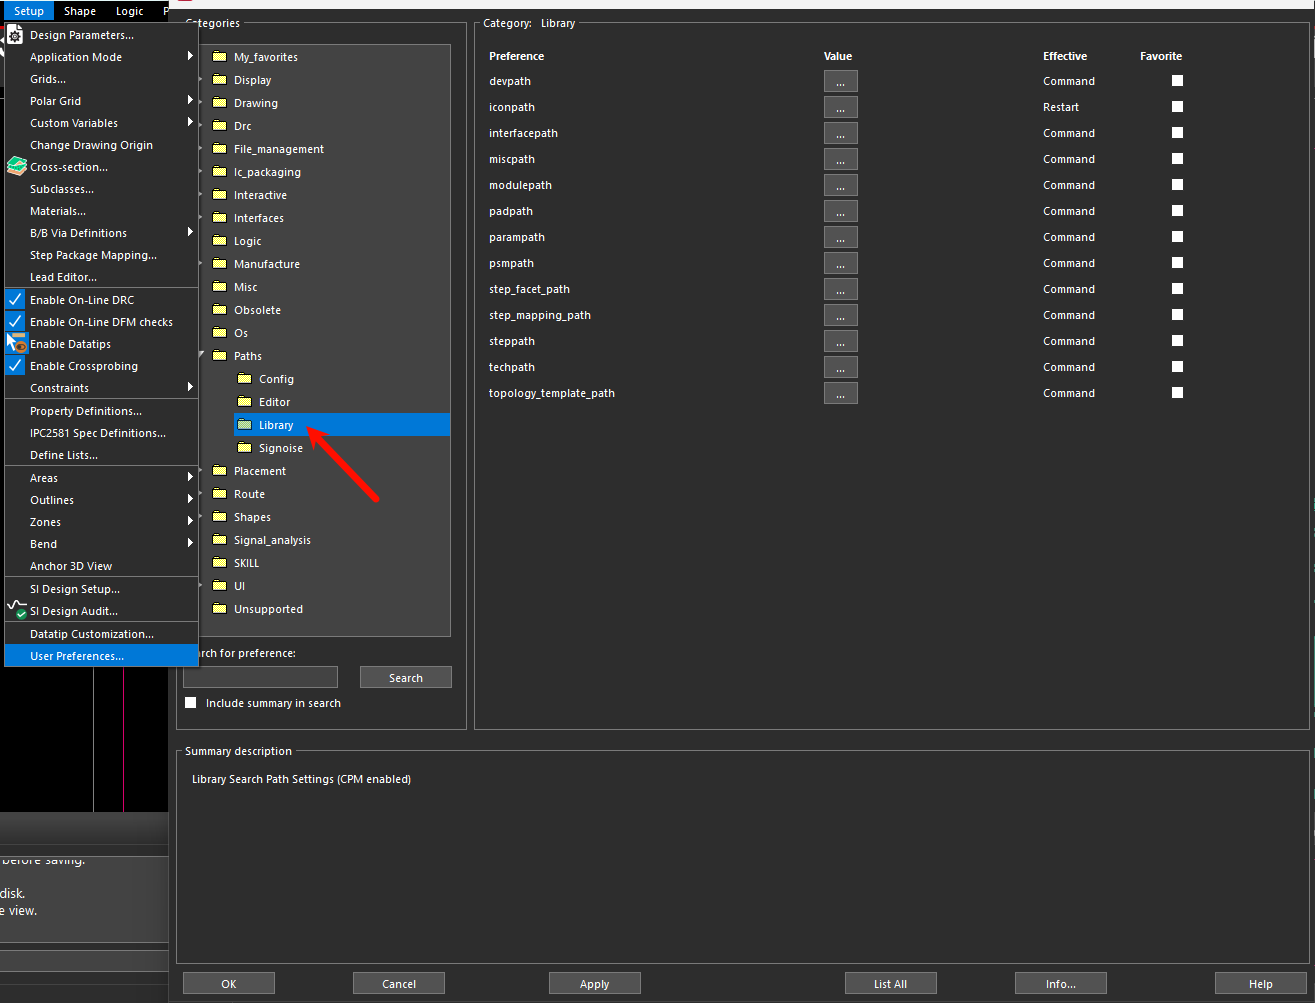 Setup Shape Logic P
Design Parameters...
Application Mode
Grids...
Polar Grid
Custom Variables
Change Drawing Origin
Cross-section...
Subclasses...
Materials...
B/B Via Definitions
Step Package Mapping...
Lead Editor...
Enable On-Line DRC
Enable On-Line DFM checks
Enable Datatips
Enable Crossprobing
Constraints
Property Definitions...
IPC2581 Spec Definitions...
Define Lists...
Areas
Outlines
Zones
Bend
Anchor 3D View
SI Design Setup...
SI Design Audit...
Datatip Customization...
User Preferences...
before saving.
disk.
e view.
Categories
My_favorites
Display
Drawing
Drc
File_management
Ic_packaging
Interactive
Interfaces
Logic
Manufacture
Misc
Obsolete
Os
Paths
Config
Editor
Library
Signoise
Placement
Route
Shapes
Signal_analysis
SKILL
UI
Unsupported
rch for preference:
Search
Include summary in search
Category: Library
Preference Value Effective Favorite
devpath ... Command
iconpath ... Restart
interfacepath ... Command
miscpath ... Command
modulepath ... Command
padpath ... Command
parampath ... Command
psmpath ... Command
step_facet_path ... Command
step_mapping_path ... Command
steppath ... Command
techpath ... Command
topology_template_path ... Command
Summary description
Library Search Path Settings (CPM enabled)
OK Cancel Apply List All Info... Help